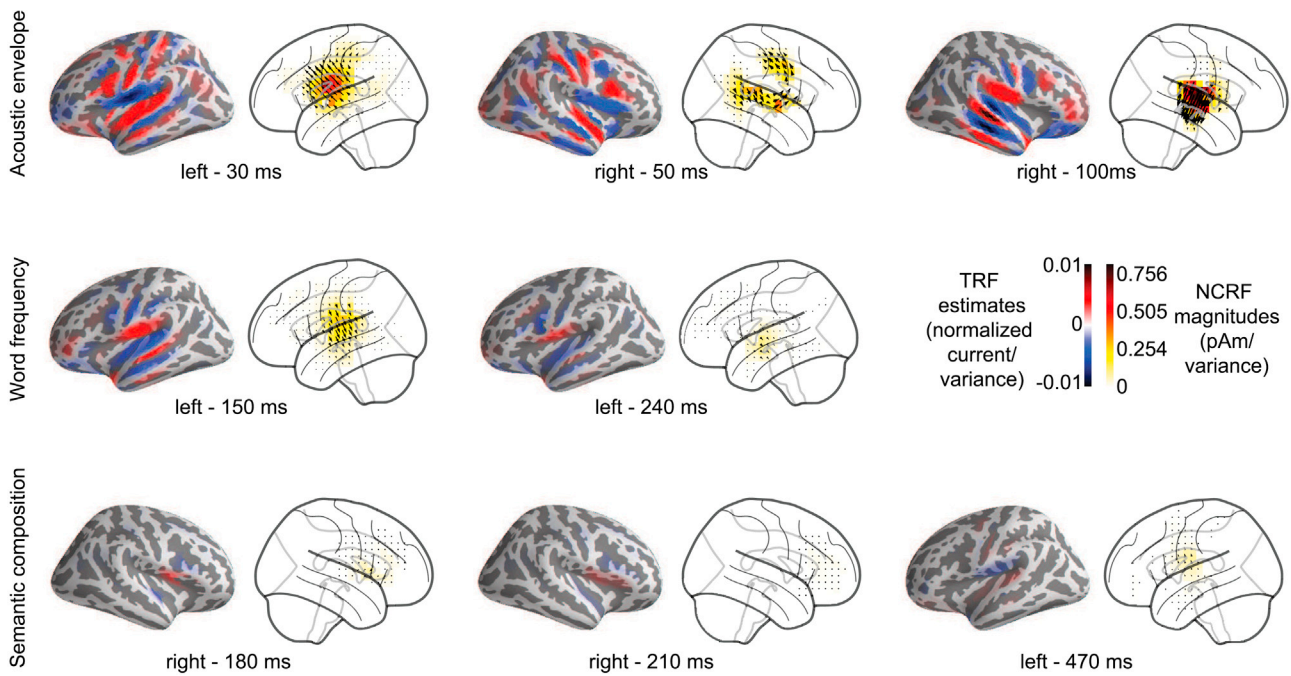 Acoustic envelope
left - 30 ms
right - 50 ms
right - 100ms
Word frequency
left - 150 ms
left - 240 ms
TRF
estimates
(normalized
current/
variance)
0.01
0
-0.01
0.756
0.505
0.254
0
NCRF
magnitudes
(pAm/
variance)
Semantic composition
right - 180 ms
right - 210 ms
left - 470 ms